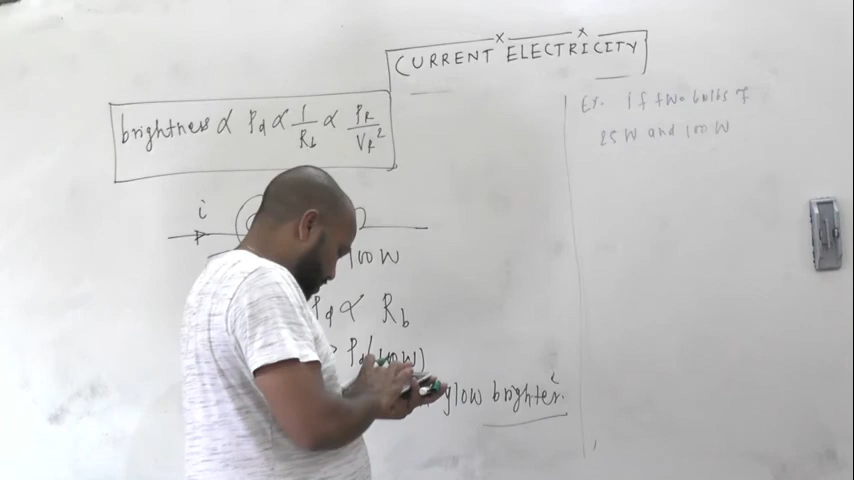 CURRENT ELECTRICITY
brightness ∝ Pd ∝ 1/Rb ∝ PR/VR²
Ex. If two bulbs of
25W and 100W
i
100W
Pd ∝ Rb
Pd(100W)
glow brighter.